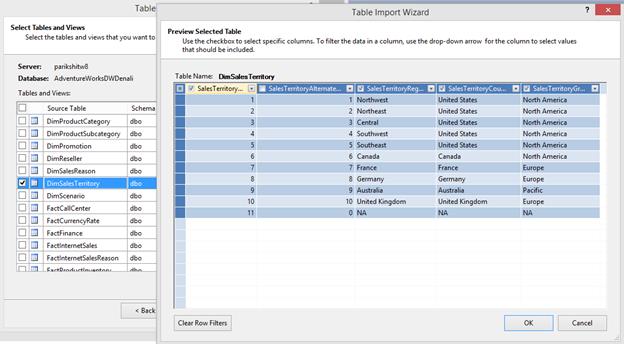 Table
Select Tables and Views
Select the tables and views that you want to
Server: parikshitw8
Database: AdventureWorksDWDenali
Tables and Views:
Source Table Schema
DimProductCategory dbo
DimProductSubcategory dbo
DimPromotion dbo
DimReseller dbo
DimSalesReason dbo
DimSalesTerritory dbo
DimScenario dbo
FactCallCenter dbo
FactCurrencyRate dbo
FactFinance dbo
FactInternetSales dbo
FactInternetSalesReason dbo
FactProductInventory dbo
< Back
Table Import Wizard
Preview Selected Table
Use the checkbox to select specific columns. To filter the data in a column, use the drop-down arrow for the column to select values
that should be included.
Table Name: DimSalesTerritory
SalesTerritory... SalesTerritoryAlternate... SalesTerritoryReg... SalesTerritoryCou... SalesTerritoryGr...
1 1 Northwest United States North America
2 2 Northeast United States North America
3 3 Central United States North America
4 4 Southwest United States North America
5 5 Southeast United States North America
6 6 Canada Canada North America
7 7 France France Europe
8 8 Germany Germany Europe
9 9 Australia Australia Pacific
10 10 United Kingdom United Kingdom Europe
11 0 NA NA NA
Clear Row Filters OK Cancel